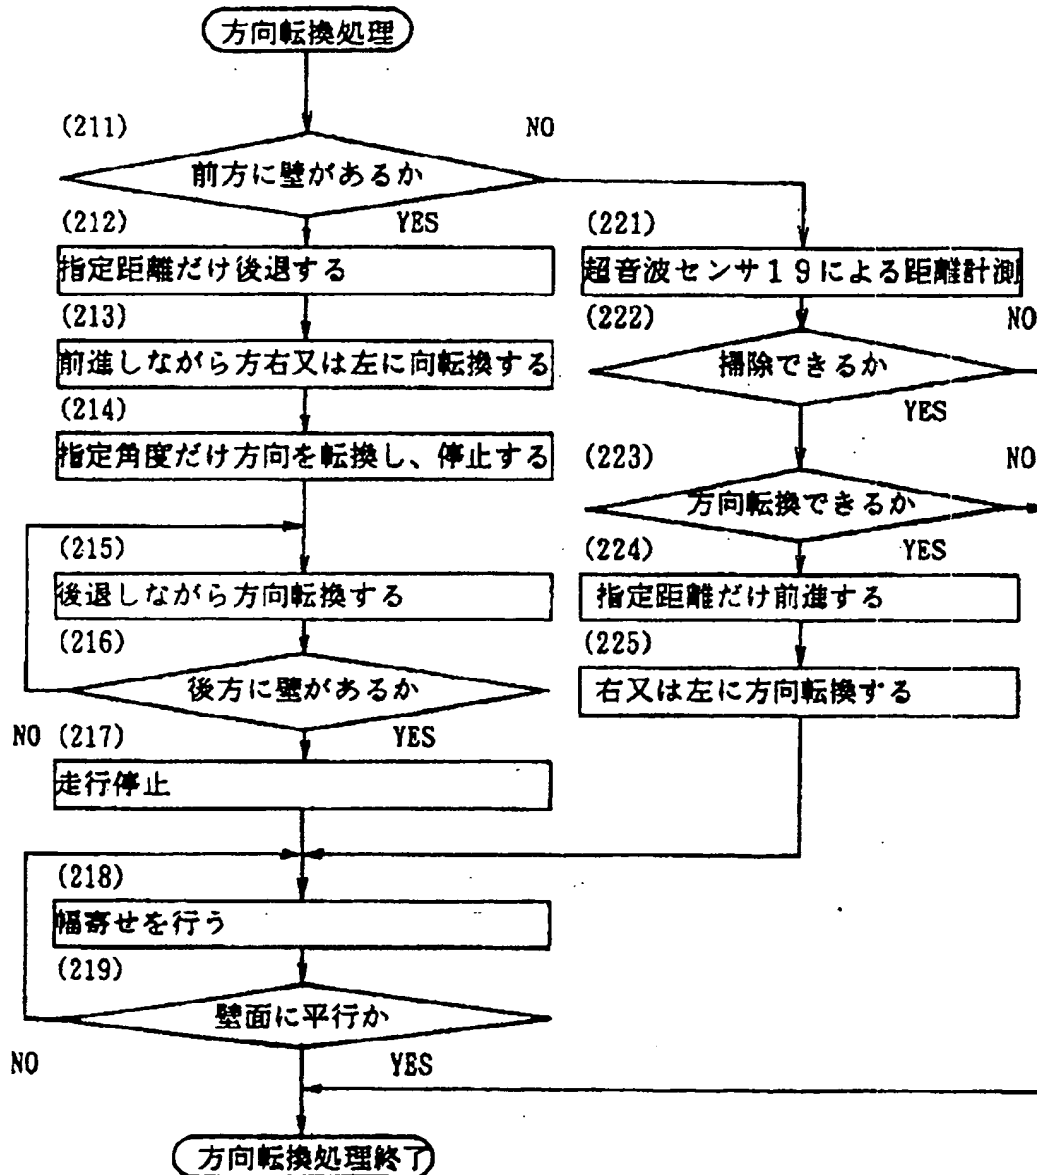 方向転換処理
(211)
NO
前方に壁があるか
(212)
YES
指定距離だけ後退する
(213)
前進しながら方右又は左に向転換する
(214)
指定角度だけ方向を転換し、停止する
(215)
後退しながら方向転換する
(216)
後方に壁があるか
NO
(217)
YES
走行停止
(221)
超音波センサ19による距離計測
(222)
NO
掃除できるか
YES
(223)
NO
方向転換できるか
(224)
YES
指定距離だけ前進する
(225)
右又は左に方向転換する
(218)
幅寄せを行う
(219)
壁面に平行か
NO
YES
方向転換処理終了